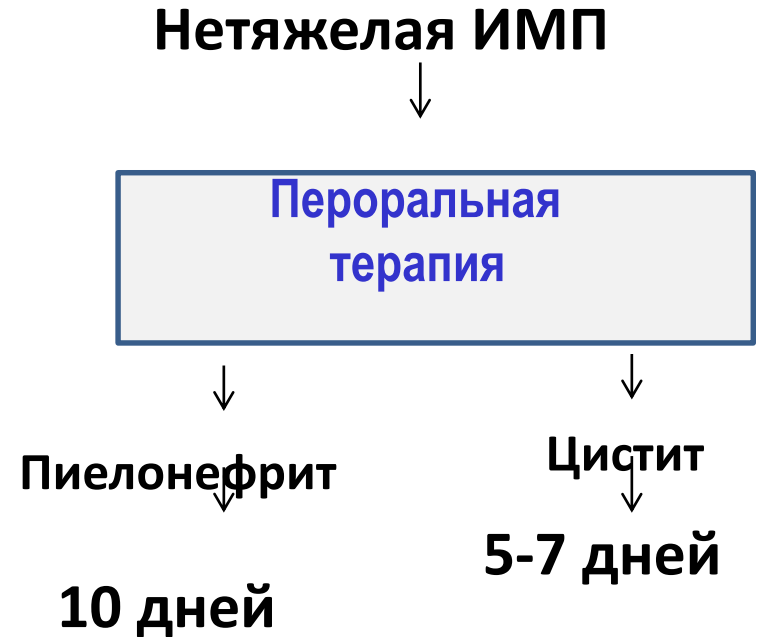 Нетяжелая ИМП
Пероральная
терапия
Пиелонефрит
Цистит
10 дней
5-7 дней